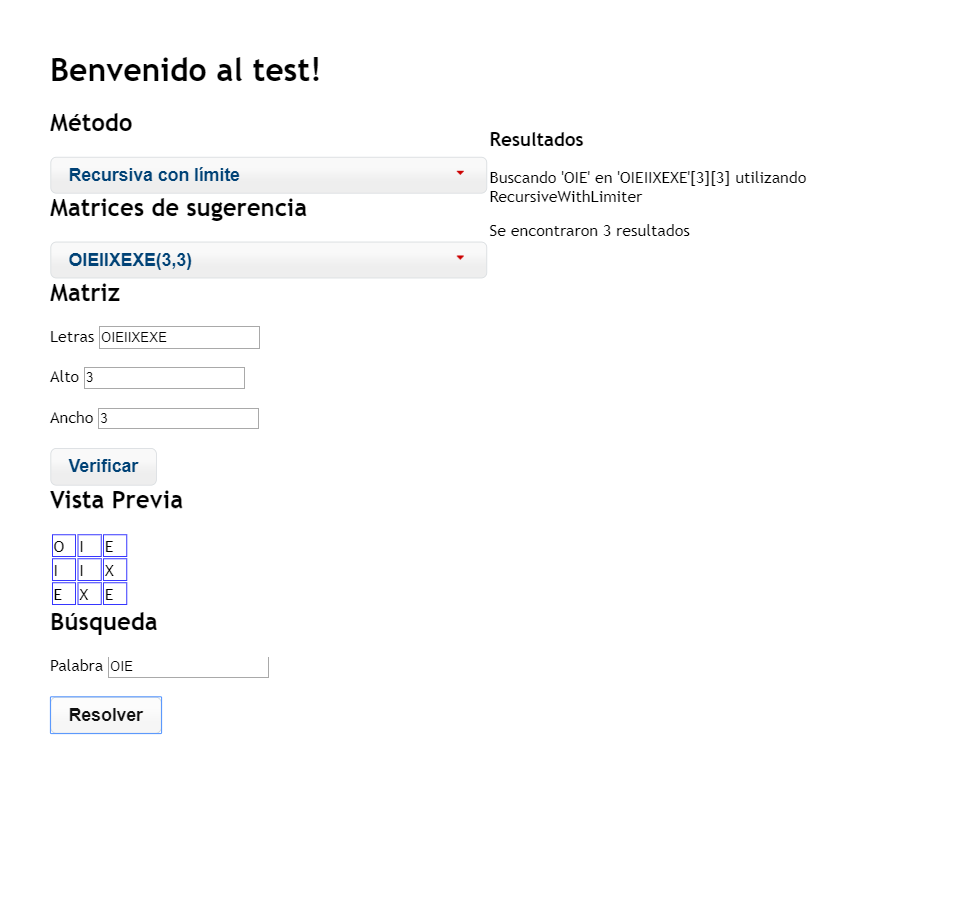 Benvenido al test!
Método
Recursiva con límite
Matrices de sugerencia
OIEIIXEXE(3,3)
Matriz
Letras OIEIIXEXE
Alto 3
Ancho 3
Verificar
Vista Previa
O I E
I I X
E X E
Búsqueda
Palabra OIE
Resolver
Resultados
Buscando 'OIE' en 'OIEIIXEXE'[3][3] utilizando
RecursiveWithLimiter
Se encontraron 3 resultados